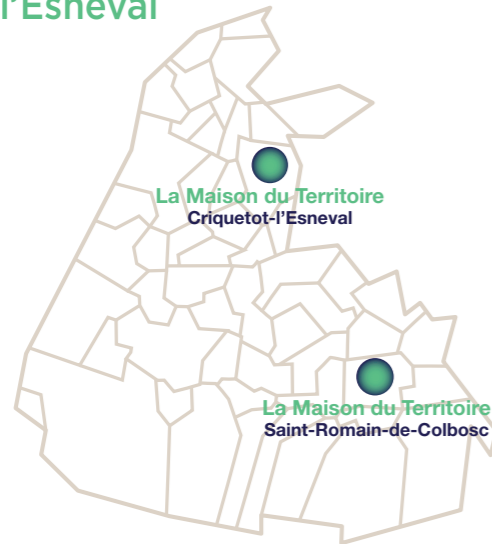 l'Esneval
La Maison du Territoire
Criquetot-l'Esneval
La Maison du Territoire
Saint-Romain-de-Colbosc